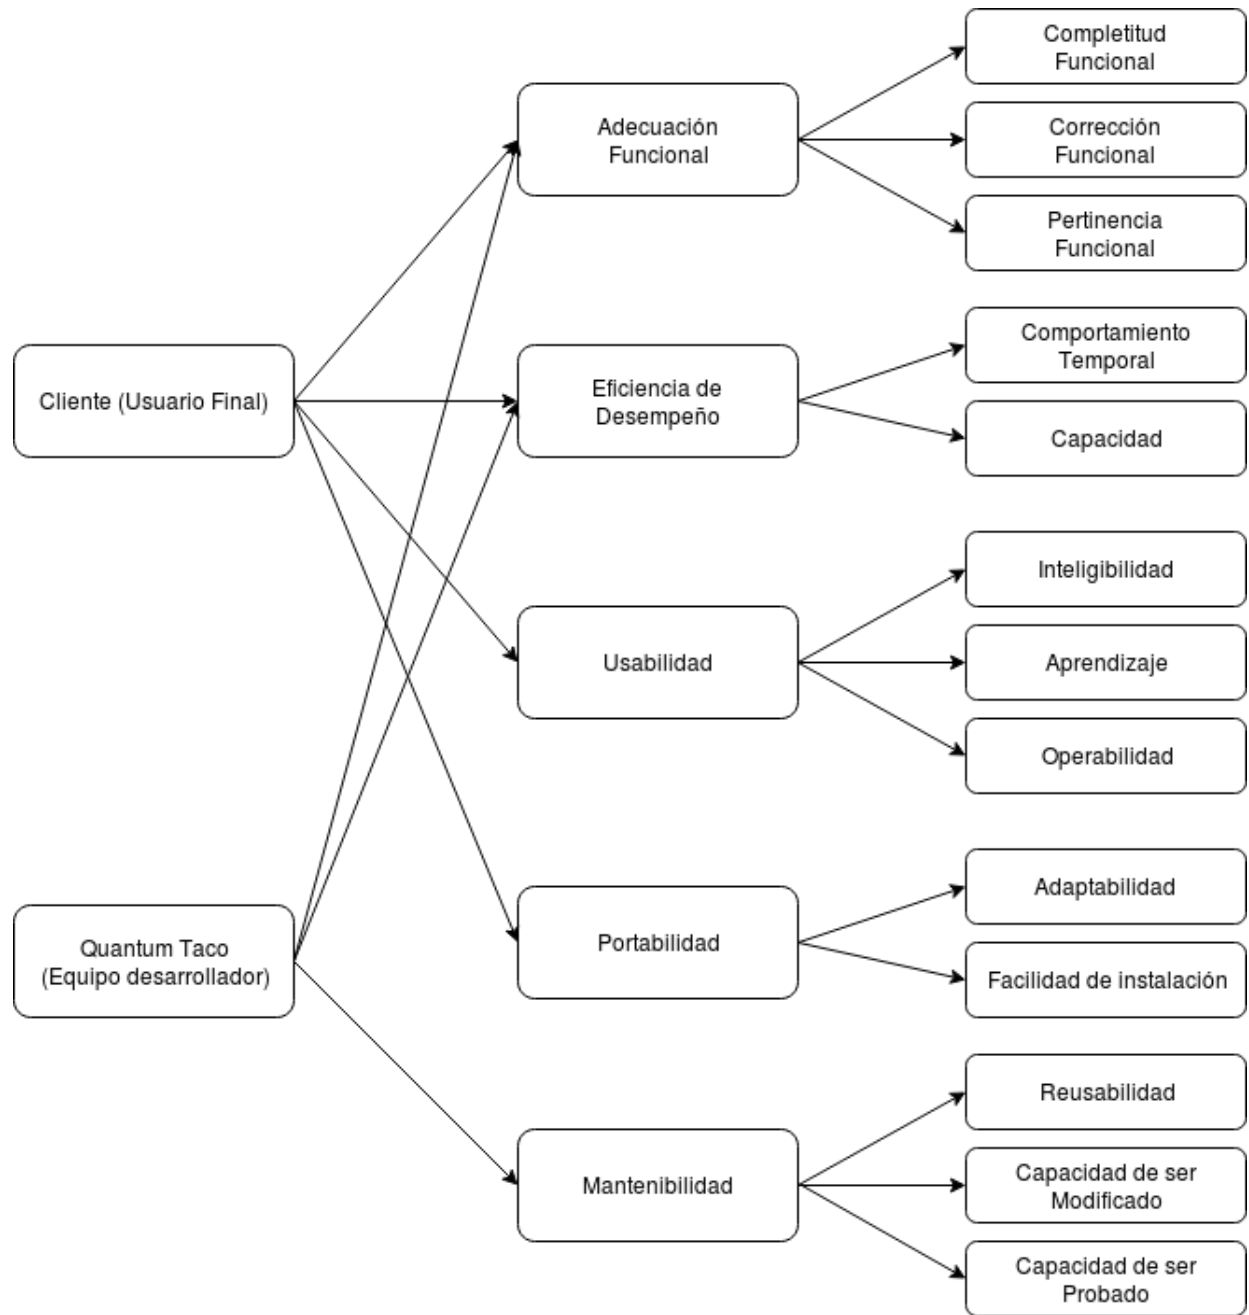 Completitud
Funcional
Adecuación
Funcional
Corrección
Funcional
Pertinencia
Funcional
Cliente (Usuario Final)
Eficiencia de
Desempeño
Comportamiento
Temporal
Capacidad
Inteligibilidad
Usabilidad
Aprendizaje
Operabilidad
Quantum Taco
(Equipo desarrollador)
Portabilidad
Adaptabilidad
Facilidad de instalación
Mantenibilidad
Reusabilidad
Capacidad de ser
Modificado
Capacidad de ser
Probado